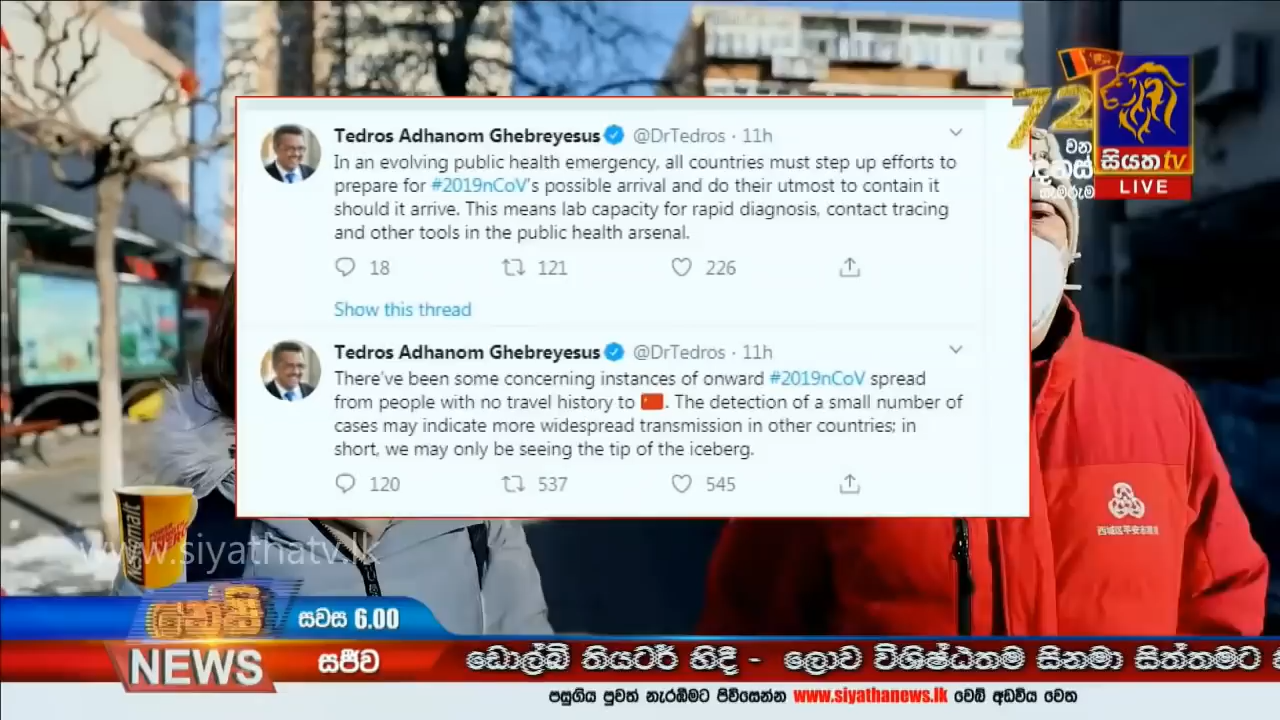 Tedros Adhanom Ghebreyesus @DrTedros · 11h
In an evolving public health emergency, all countries must step up efforts to
prepare for #2019nCoV's possible arrival and do their utmost to contain it
should it arrive. This means lab capacity for rapid diagnosis, contact tracing
and other tools in the public health arsenal.
18 121 226
Show this thread
Tedros Adhanom Ghebreyesus @DrTedros · 11h
There've been some concerning instances of onward #2019nCoV spread
from people with no travel history to 🇨🇳. The detection of a small number of
cases may indicate more widespread transmission in other countries; in
short, we may only be seeing the tip of the iceberg.
120 537 545
72
වන
සියත tv
LIVE
Nestomalt
www.siyathatv.lk
සවස 6.00
NEWS
සජීව
ඩොල්බි තියටර් හිදී - ලොව විශිෂ්ඨතම සිනමා සිත්තමට
පසුගිය පුවත් නැරඹීමට පිවිසෙන්න www.siyathanews.lk වෙබ් අඩවිය වෙත